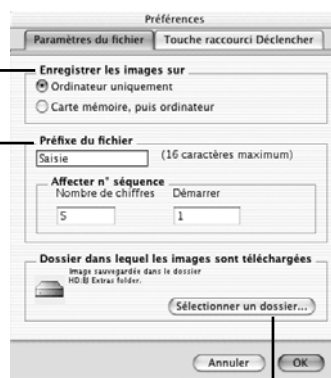 Préférences
Paramètres du fichier Touche raccourci Déclencher
Enregistrer les images sur
Ordinateur uniquement
Carte mémoire, puis ordinateur
Préfixe du fichier
Saisie (16 caractères maximum)
Affecter n° séquence
Nombre de chiffres Démarrer
5 1
Dossier dans lequel les images sont téléchargées
Image sauvegardée dans le dossier
HD: Extras folder.
Sélectionner un dossier...
Annuler OK